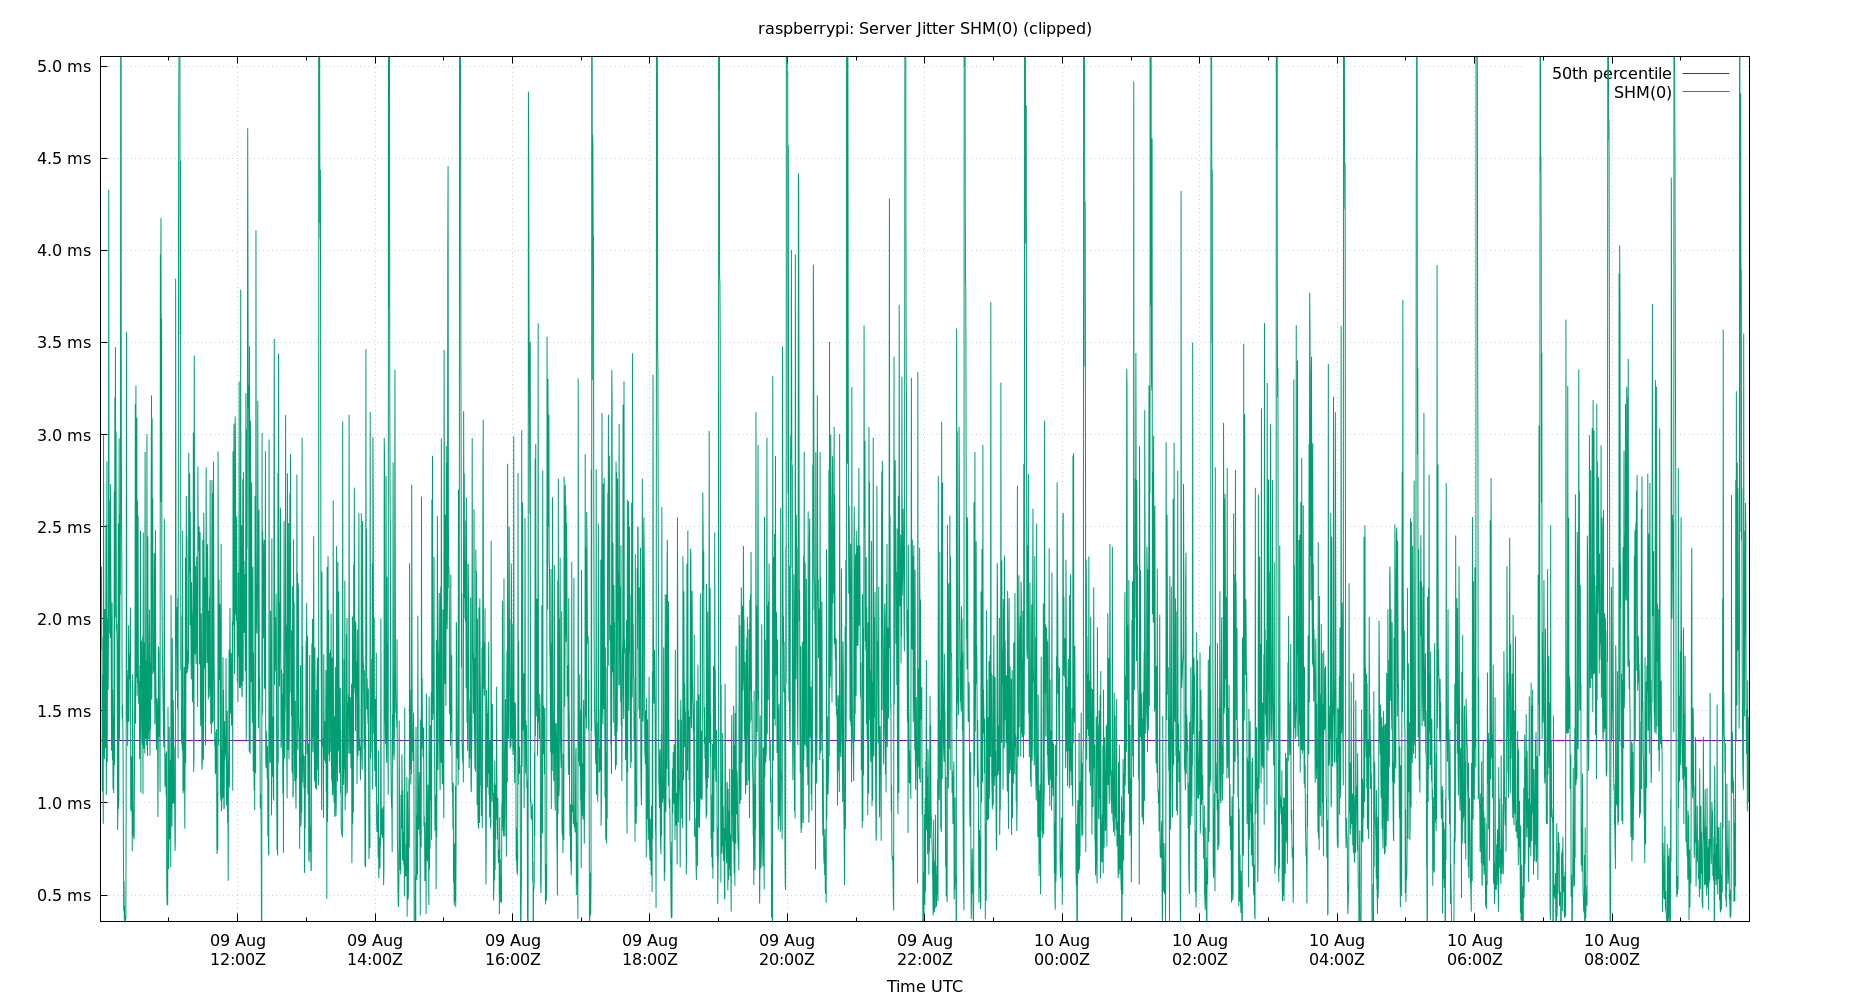 raspberrypi: Server Jitter SHM(0) (clipped)
5.0 ms
4.5 ms
4.0 ms
3.5 ms
3.0 ms
2.5 ms
2.0 ms
1.5 ms
1.0 ms
0.5 ms
50th percentile
SHM(0)
09 Aug 09 Aug 09 Aug 09 Aug 09 Aug 09 Aug 10 Aug 10 Aug 10 Aug 10 Aug 10 Aug
12:00Z 14:00Z 16:00Z 18:00Z 20:00Z 22:00Z 00:00Z 02:00Z 04:00Z 06:00Z 08:00Z
Time UTC